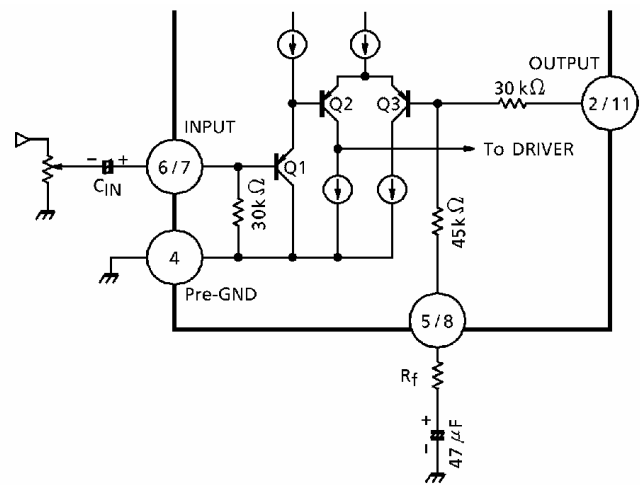 OUTPUT
30 kΩ
2 / 11
Q2
Q3
INPUT
To DRIVER
6 / 7
Q1
CIN
30k Ω
45k Ω
4
Pre-GND
5 / 8
Rf
47 μF